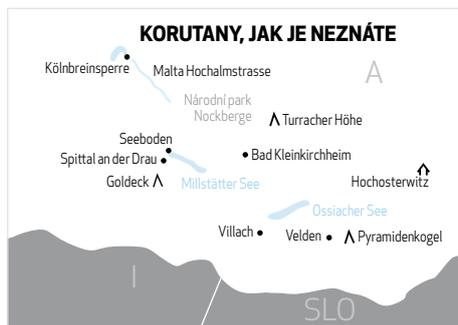 KORUTANY, JAK JE NEZNÁTE
Kölnbreinsperre
Malta Hochalmstrasse
A
Národní park
Nockberge
Turracher Höhe
Seeboden
Spittal an der Drau
Bad Kleinkirchheim
Goldeck
Millstätter See
Hochosterwitz
Ossiacher See
Villach
Velden
Pyramidenkogel
I
SLO